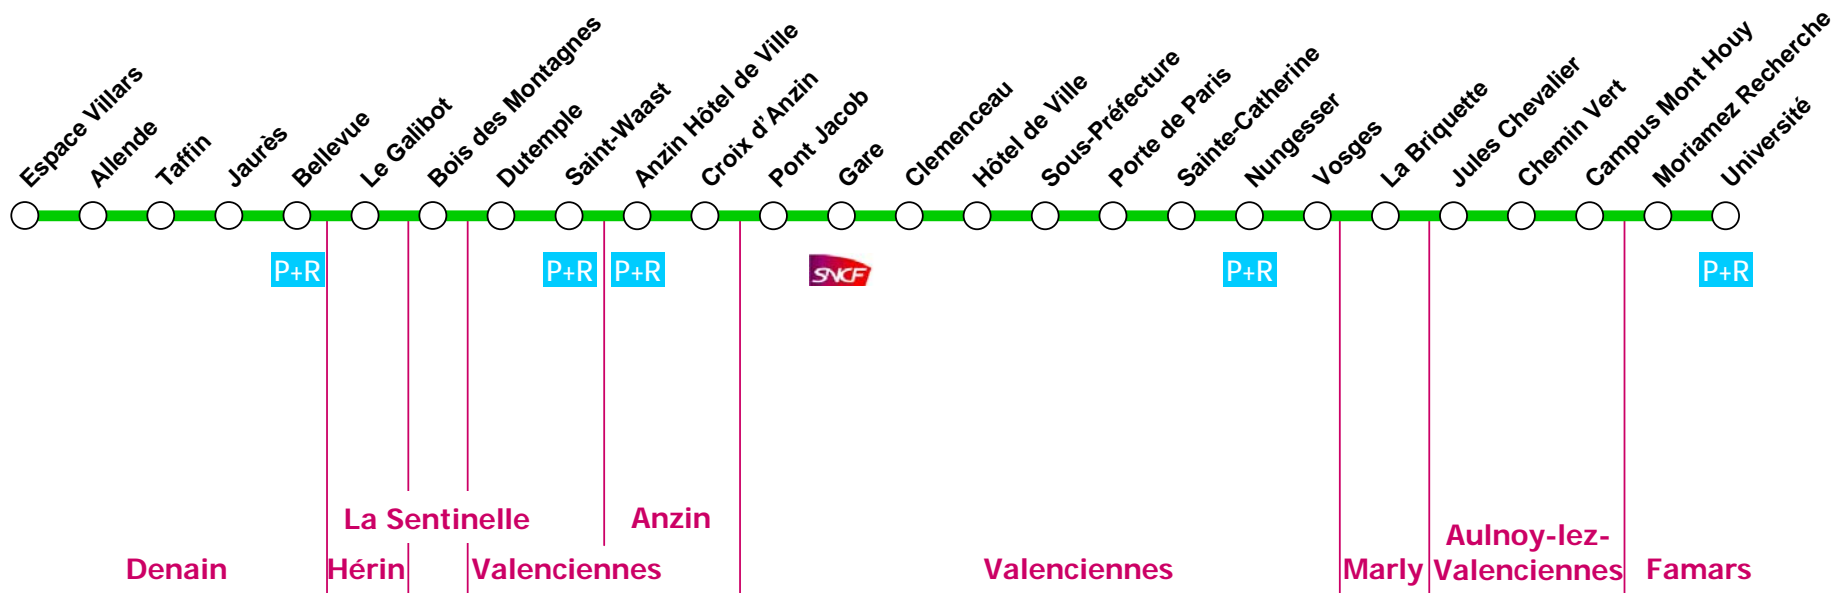 Espace Villars
Allende
Taffin
Jaurès
Bellevue
Le Galibot
Bois des Montagnes
Dutemple
Saint-Waast
Anzin Hôtel de Ville
Croix d'Anzin
Pont Jacob
Gare
Clemenceau
Hôtel de Ville
Sous-Préfecture
Porte de Paris
Sainte-Catherine
Nungesser
Vosges
La Briquette
Jules Chevalier
Chemin Vert
Campus Mont Houy
Moriamez Recherche
Université
P+R
P+R
P+R
SNCF
P+R
P+R
La Sentinelle
Anzin
Denain
Hérin
Valenciennes
Valenciennes
Marly
Aulnoy-lez-
Valenciennes
Famars